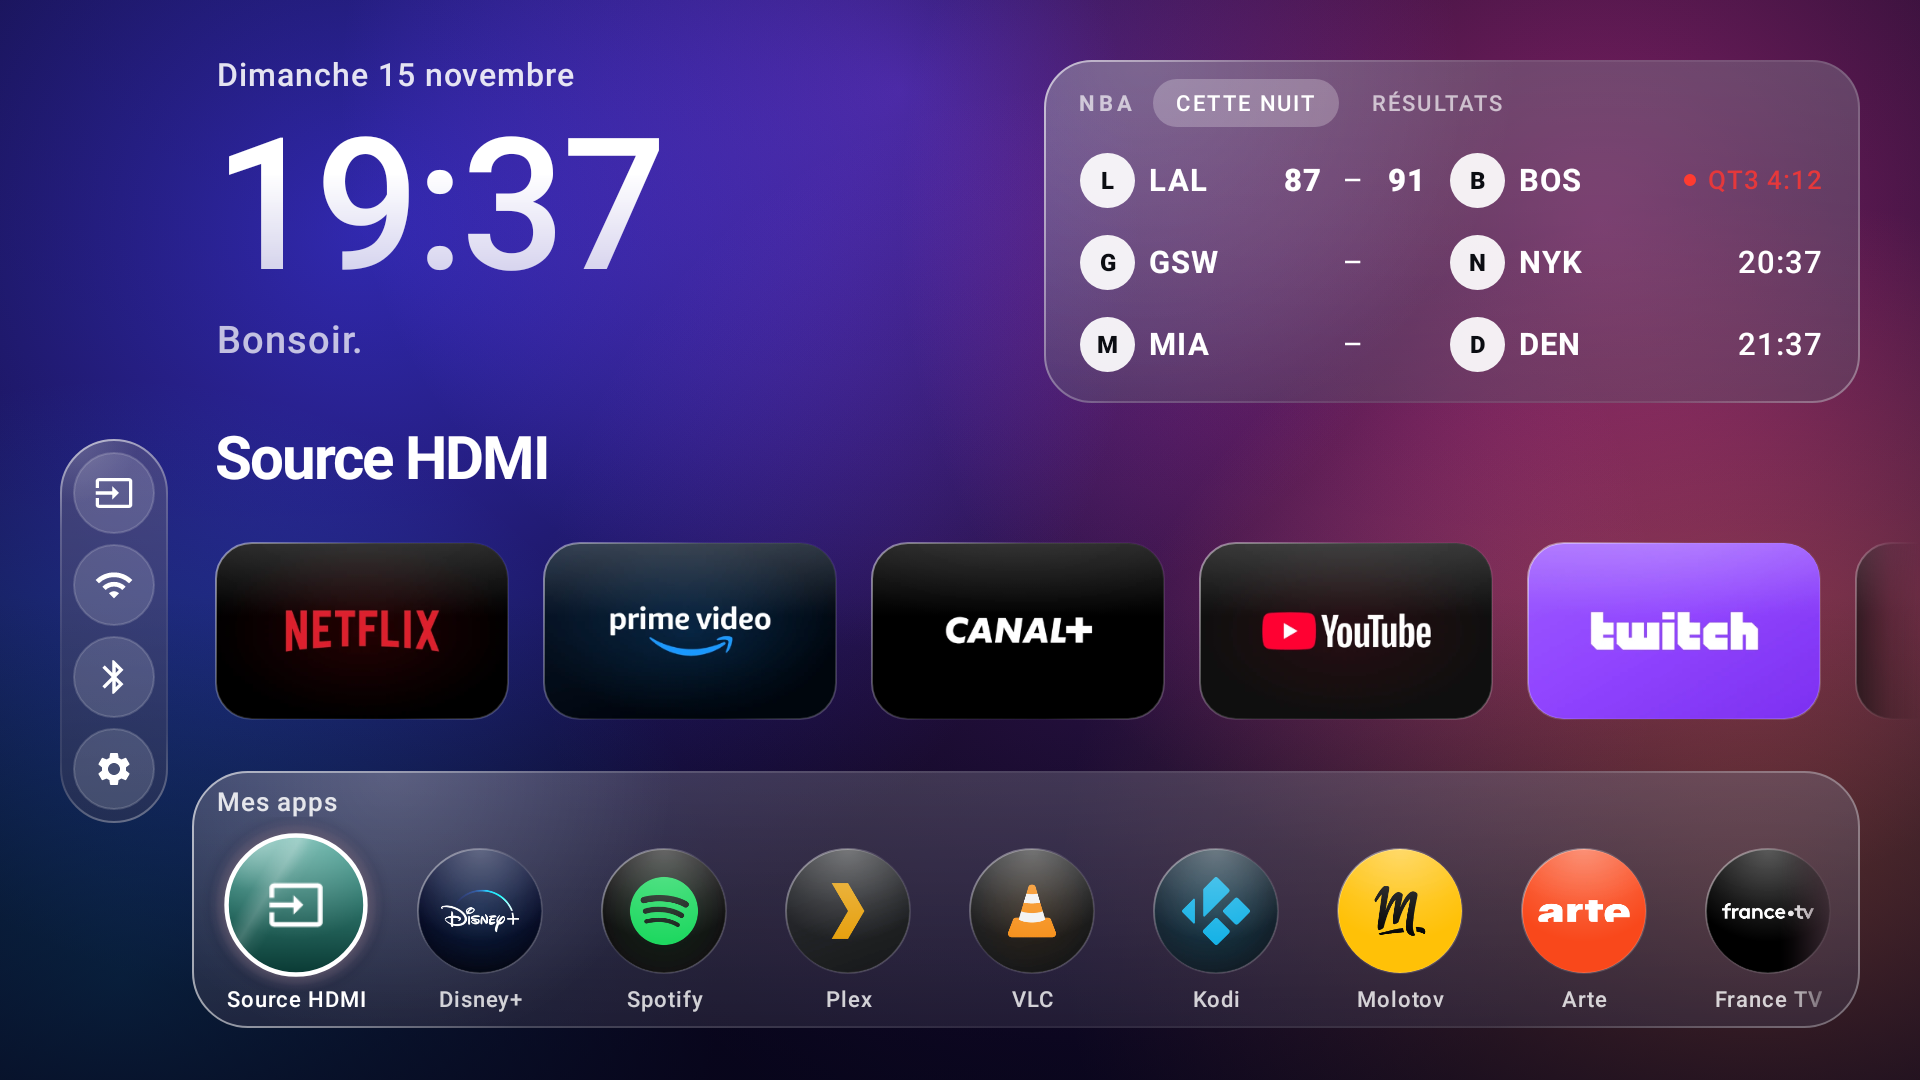 Dimanche 15 novembre
19:37
Bonsoir.
NBA CETTE NUIT RÉSULTATS
L LAL 87 – 91 B BOS QT3 4:12
G GSW – N NYK 20:37
M MIA – D DEN 21:37
Source HDMI
NETFLIX
prime video
CANAL+
YouTube
twitch
Mes apps
Disney+
M.
arte
france•tv
Source HDMI
Disney+
Spotify
Plex
VLC
Kodi
Molotov
Arte
France TV